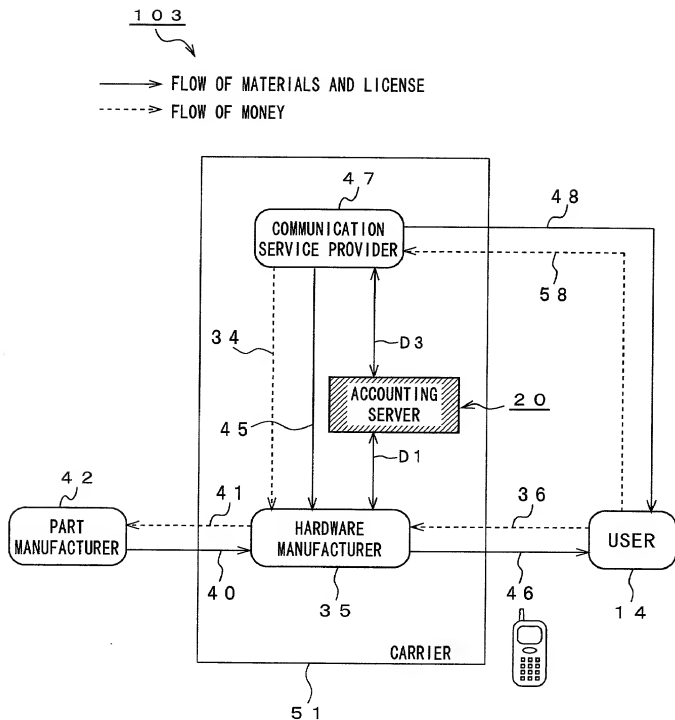 103
FLOW OF MATERIALS AND LICENSE
FLOW OF MONEY
47
48
COMMUNICATION
SERVICE PROVIDER
58
34
D3
ACCOUNTING
SERVER
20
45
D1
42
41
36
PART
MANUFACTURER
HARDWARE
MANUFACTURER
USER
40
35
46
14
CARRIER
51